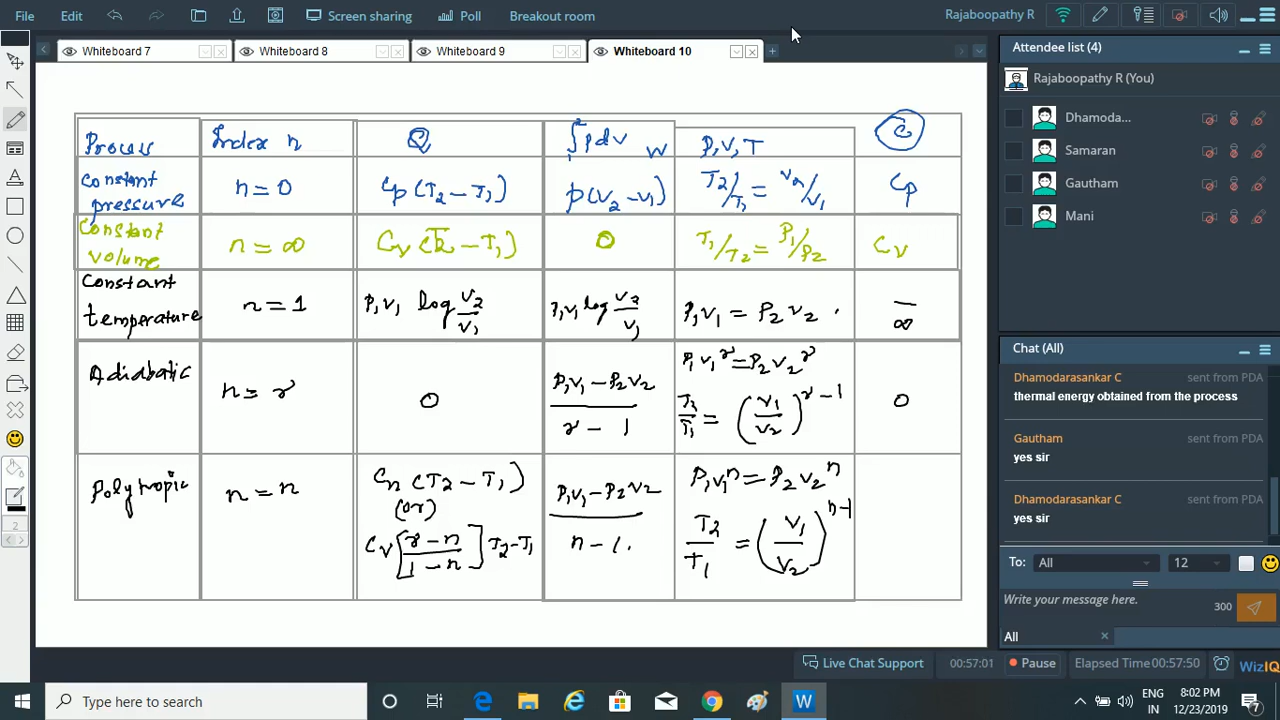 File Edit Screen sharing Poll Breakout room Rajaboopathy R
Whiteboard 7 Whiteboard 8 Whiteboard 9 Whiteboard 10
Process Index n Q ∫pdv W P,V,T C
Constant pressure n=0 Cp(T2-T1) p(V2-V1) T2/T1 = V2/V1 Cp
Constant volume n=∞ Cv(T2-T1) 0 T1/T2 = P1/P2 Cv
Constant temperature n=1 P1V1 log V2/V1 P1V1 log V2/V1 P1V1 = P2V2 . ∞
Adiabatic n=γ 0 P1V1-P2V2/γ-1 P1V1^γ=P2V2^γ
T2/T1 = (V1/V2)^γ-1 0
Polytropic n=n Cn(T2-T1)
(or)
Cv[γ-n/1-n]T2-T1 P1V1-P2V2/n-1. P1V1^n=P2V2^n
T2/T1 = (V1/V2)^n-1
Attendee list (4)
Rajaboopathy R (You)
Dhamoda...
Samaran
Gautham
Mani
Chat (All)
Dhamodarasankar C sent from PDA
thermal energy obtained from the process
Gautham sent from PDA
yes sir
Dhamodarasankar C sent from PDA
yes sir
To: All 12
Write your message here. 300
All
Live Chat Support 00:57:01 Pause Elapsed Time 00:57:50 WizIQ
2
Type here to search
ENG
IN
8:02 PM
12/23/2019
7